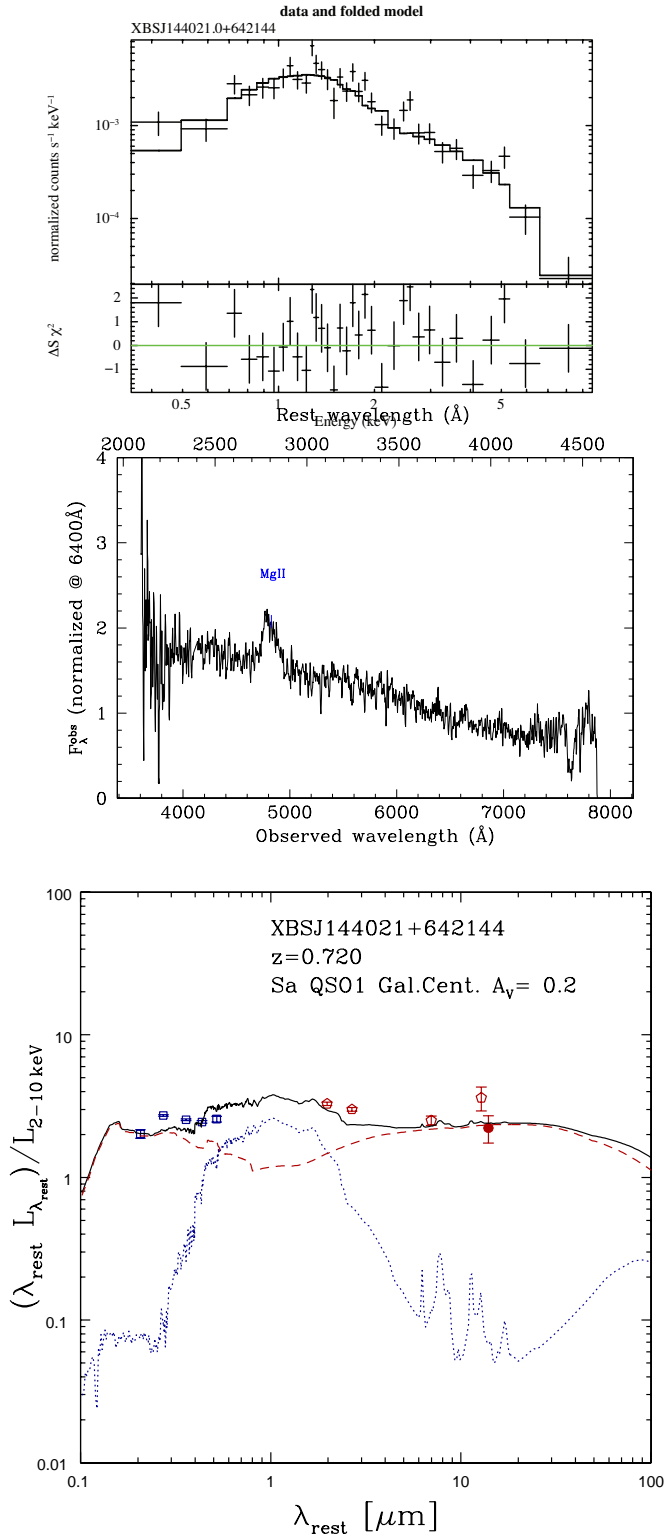 data and folded model
XBSJ144021.0+642144
normalized counts s⁻¹ keV⁻¹
10⁻³
10⁻⁴
ΔS χ²
2
1
0
−1
0.5 1 2 5
Energy (keV)
Rest wavelength (Å)
2000 2500 3000 3500 4000 4500
F_λ^obs (normalized @ 6400Å)
4
3
2
1
0
MgII
4000 5000 6000 7000 8000
Observed wavelength (Å)
(λ_rest L_λrest)/L_2−10 keV
100
10
1
0.1
0.01
XBSJ144021+642144
z=0.720
Sa QSO1 Gal.Cent. A_V= 0.2
0.1 1 10 100
λ_rest [μm]